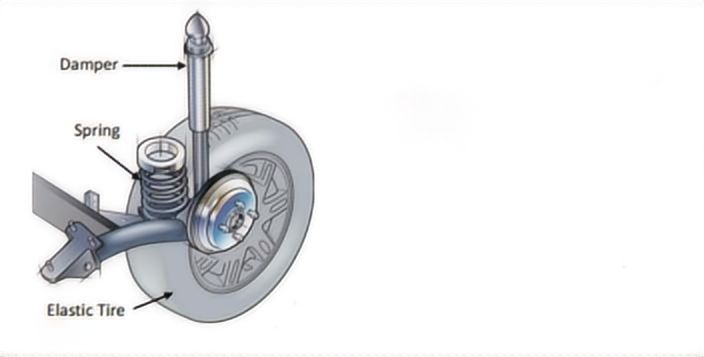 Damper
Spring
Elastic Tire